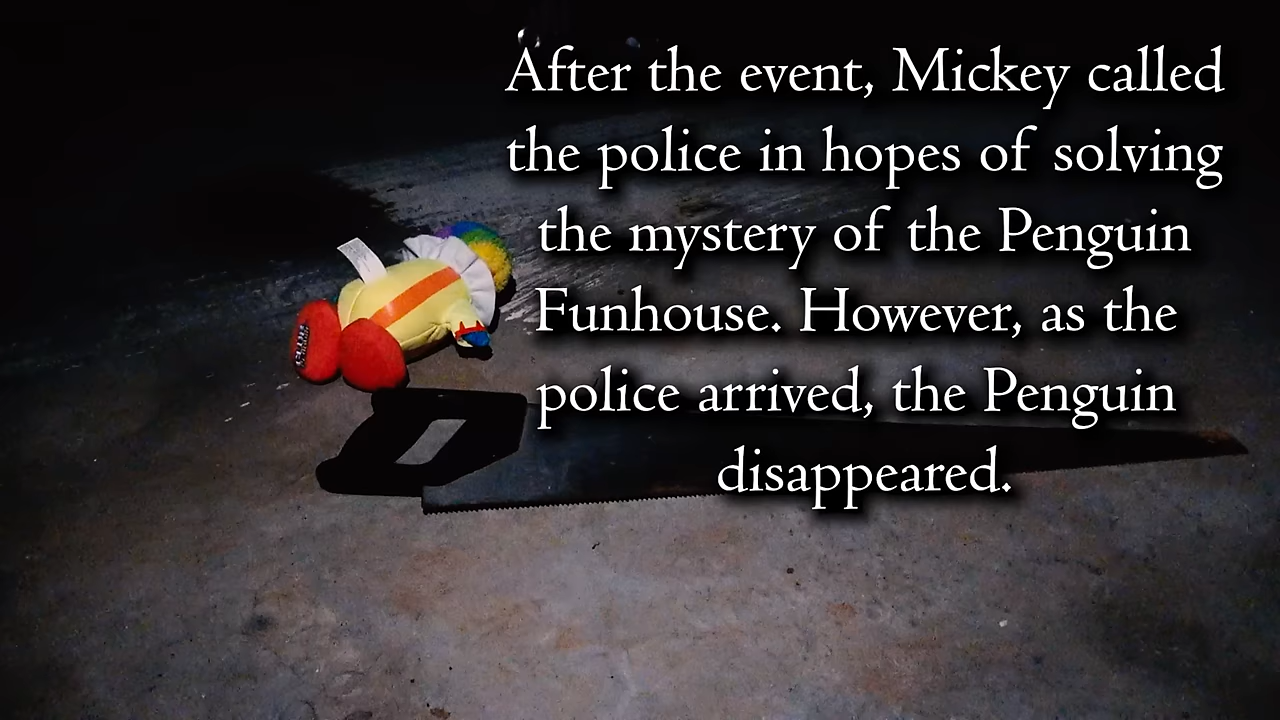 After the event, Mickey called
the police in hopes of solving
the mystery of the Penguin
Funhouse. However, as the
police arrived, the Penguin
disappeared.